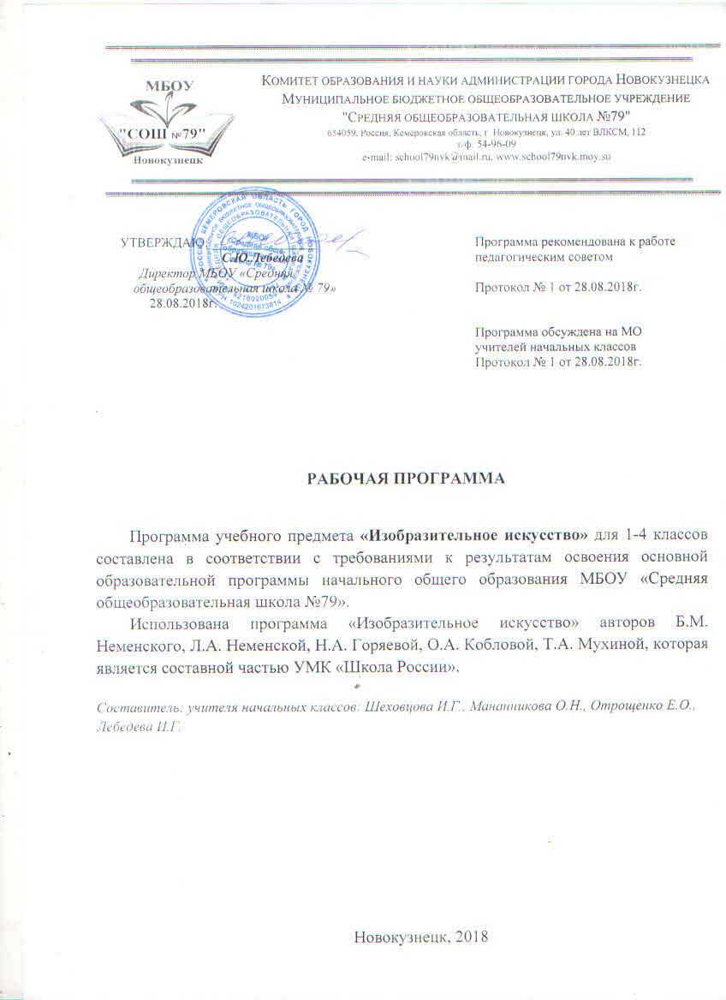 МБОУ
"СОШ №79"
Новокузнецк
КОМИТЕТ ОБРАЗОВАНИЯ И НАУКИ АДМИНИСТРАЦИИ ГОРОДА НОВОКУЗНЕЦКА
МУНИЦИПАЛЬНОЕ БЮДЖЕТНОЕ ОБЩЕОБРАЗОВАТЕЛЬНОЕ УЧРЕЖДЕНИЕ
"СРЕДНЯЯ ОБЩЕОБРАЗОВАТЕЛЬНАЯ ШКОЛА №79"
654059, Россия, Кемеровская область, г. Новокузнецк, ул. 40 лет ВЛКСМ, 112
т/ф. 54-96-09
e-mail: school79nvk@mail.ru, www.school79nvk.moy.su
УТВЕРЖДАЮ
С.Ю.Лебедева
Директор МБОУ «Средняя
общеобразовательная школа № 79»
28.08.2018г.
Программа рекомендована к работе
педагогическим советом
Протокол № 1 от 28.08.2018г.
Программа обсуждена на МО
учителей начальных классов
Протокол № 1 от 28.08.2018г.
РАБОЧАЯ ПРОГРАММА
Программа учебного предмета «Изобразительное искусство» для 1-4 классов
составлена в соответствии с требованиями к результатам освоения основной
образовательной программы начального общего образования МБОУ «Средняя
общеобразовательная школа №79».
Использована программа «Изобразительное искусство» авторов Б.М.
Неменского, Л.А. Неменской, Н.А. Горяевой, О.А. Кобловой, Т.А. Мухиной, которая
является составной частью УМК «Школа России».
Составитель: учителя начальных классов: Шеховцова И.Г., Мананникова О.Н., Отрощенко Е.О.,
Лебедева И.Г.
Новокузнецк, 2018